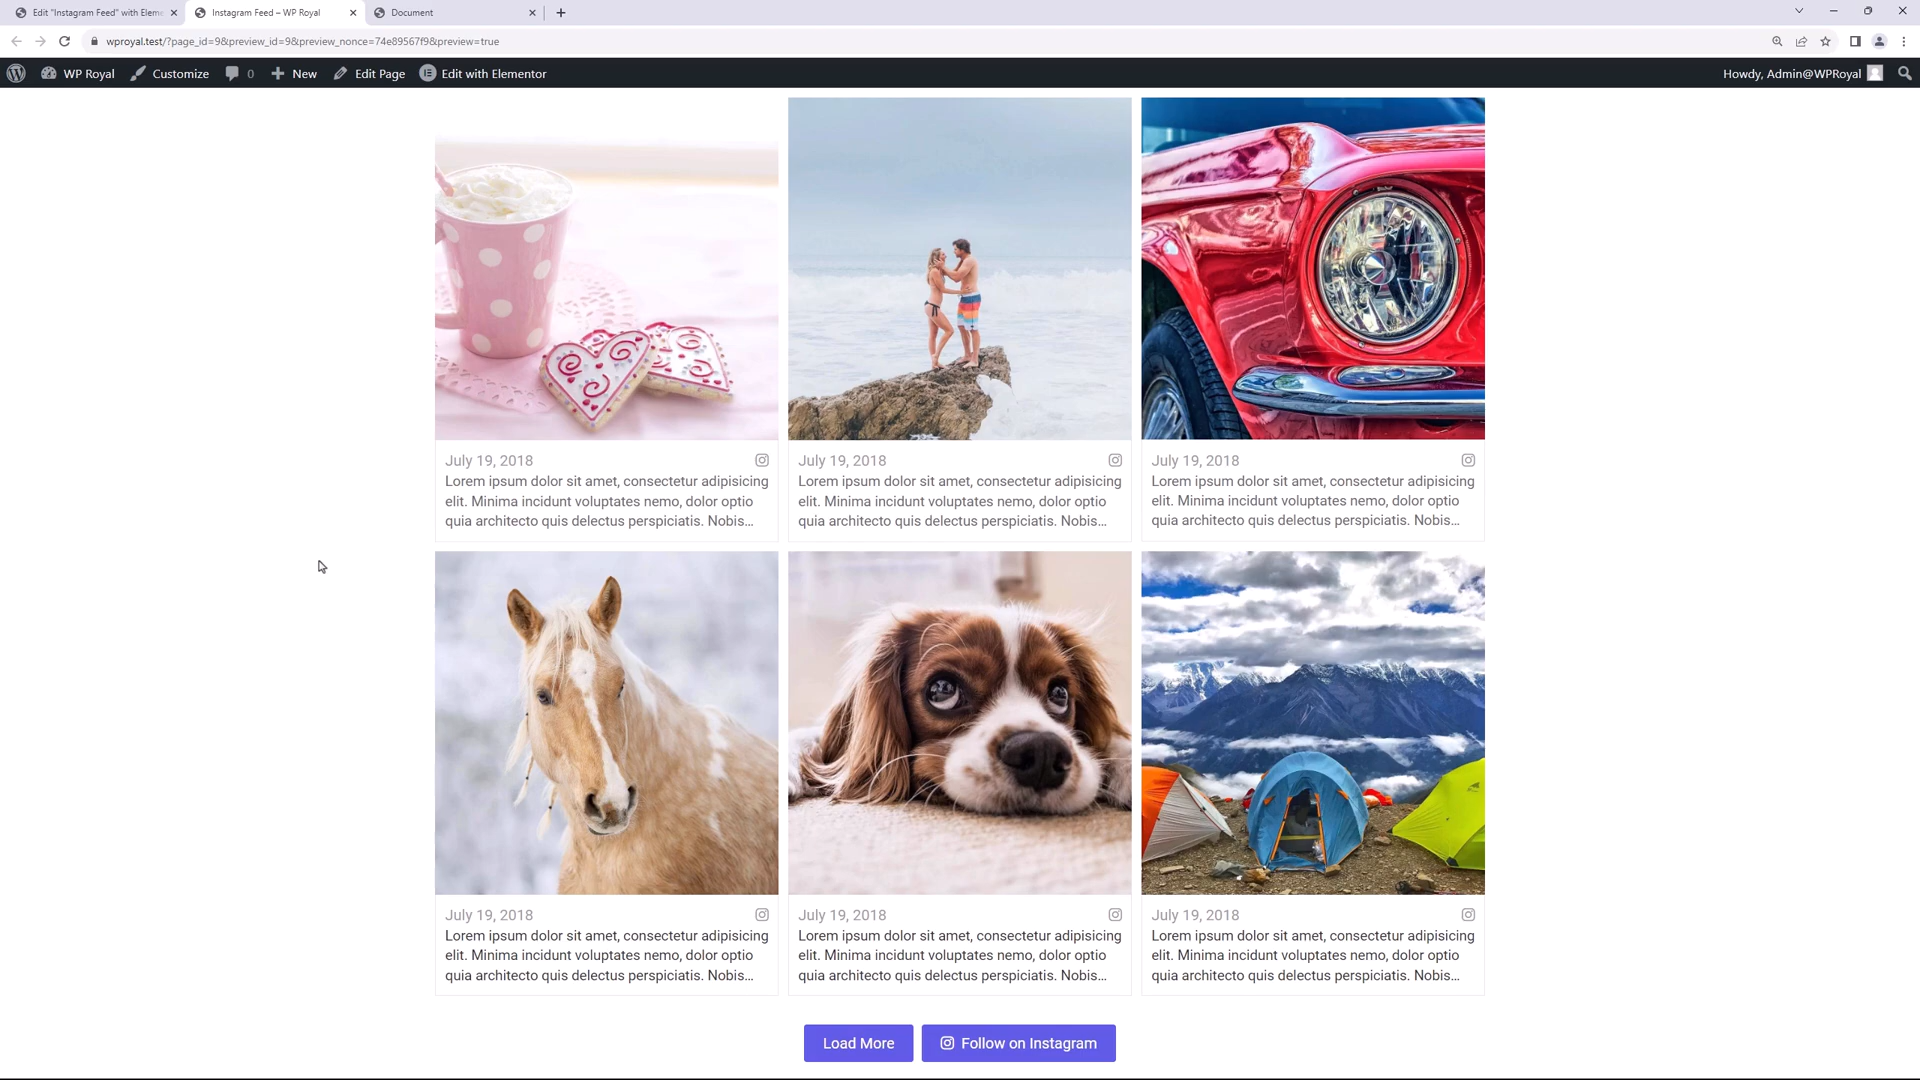 Edit "Instagram Feed" with Eleme
Instagram Feed – WP Royal
Document
wproyal.test/?page_id=9&preview_id=9&preview_nonce=74e89567f9&preview=true
WP Royal
Customize
0
New
Edit Page
Edit with Elementor
Howdy, Admin@WPRoyal
July 19, 2018
Lorem ipsum dolor sit amet, consectetur adipisicing
elit. Minima incidunt voluptates nemo, dolor optio
quia architecto quis delectus perspiciatis. Nobis...
July 19, 2018
Lorem ipsum dolor sit amet, consectetur adipisicing
elit. Minima incidunt voluptates nemo, dolor optio
quia architecto quis delectus perspiciatis. Nobis...
July 19, 2018
Lorem ipsum dolor sit amet, consectetur adipisicing
elit. Minima incidunt voluptates nemo, dolor optio
quia architecto quis delectus perspiciatis. Nobis...
July 19, 2018
Lorem ipsum dolor sit amet, consectetur adipisicing
elit. Minima incidunt voluptates nemo, dolor optio
quia architecto quis delectus perspiciatis. Nobis...
July 19, 2018
Lorem ipsum dolor sit amet, consectetur adipisicing
elit. Minima incidunt voluptates nemo, dolor optio
quia architecto quis delectus perspiciatis. Nobis...
July 19, 2018
Lorem ipsum dolor sit amet, consectetur adipisicing
elit. Minima incidunt voluptates nemo, dolor optio
quia architecto quis delectus perspiciatis. Nobis...
Load More
Follow on Instagram